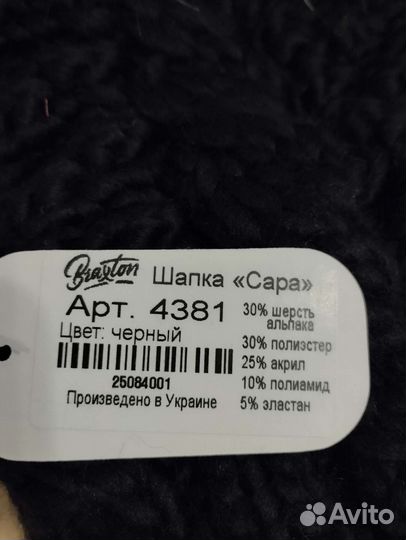 Braxton Шапка «Сара»
Арт. 4381
Цвет: черный
25084001
Произведено в Украине
30% шерсть
альпака
30% полиэстер
25% акрил
10% полиамид
5% эластан
Avito